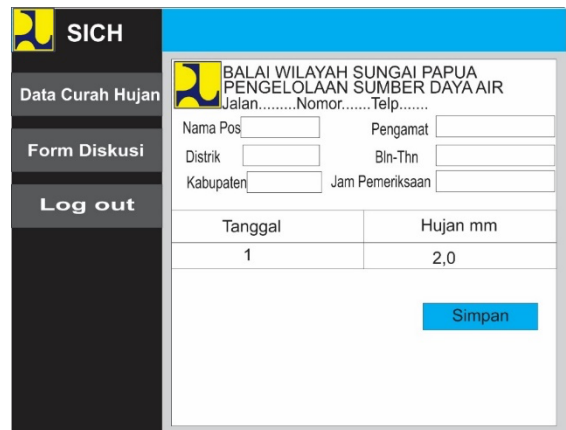 SICH
Data Curah Hujan
Form Diskusi
Log out
BALAI WILAYAH SUNGAI PAPUA
PENGELOLAAN SUMBER DAYA AIR
Jalan.........Nomor.......Telp.......
Nama Pos Pengamat
Distrik Bln-Thn
Kabupaten Jam Pemeriksaan
Tanggal Hujan mm
1 2,0
Simpan